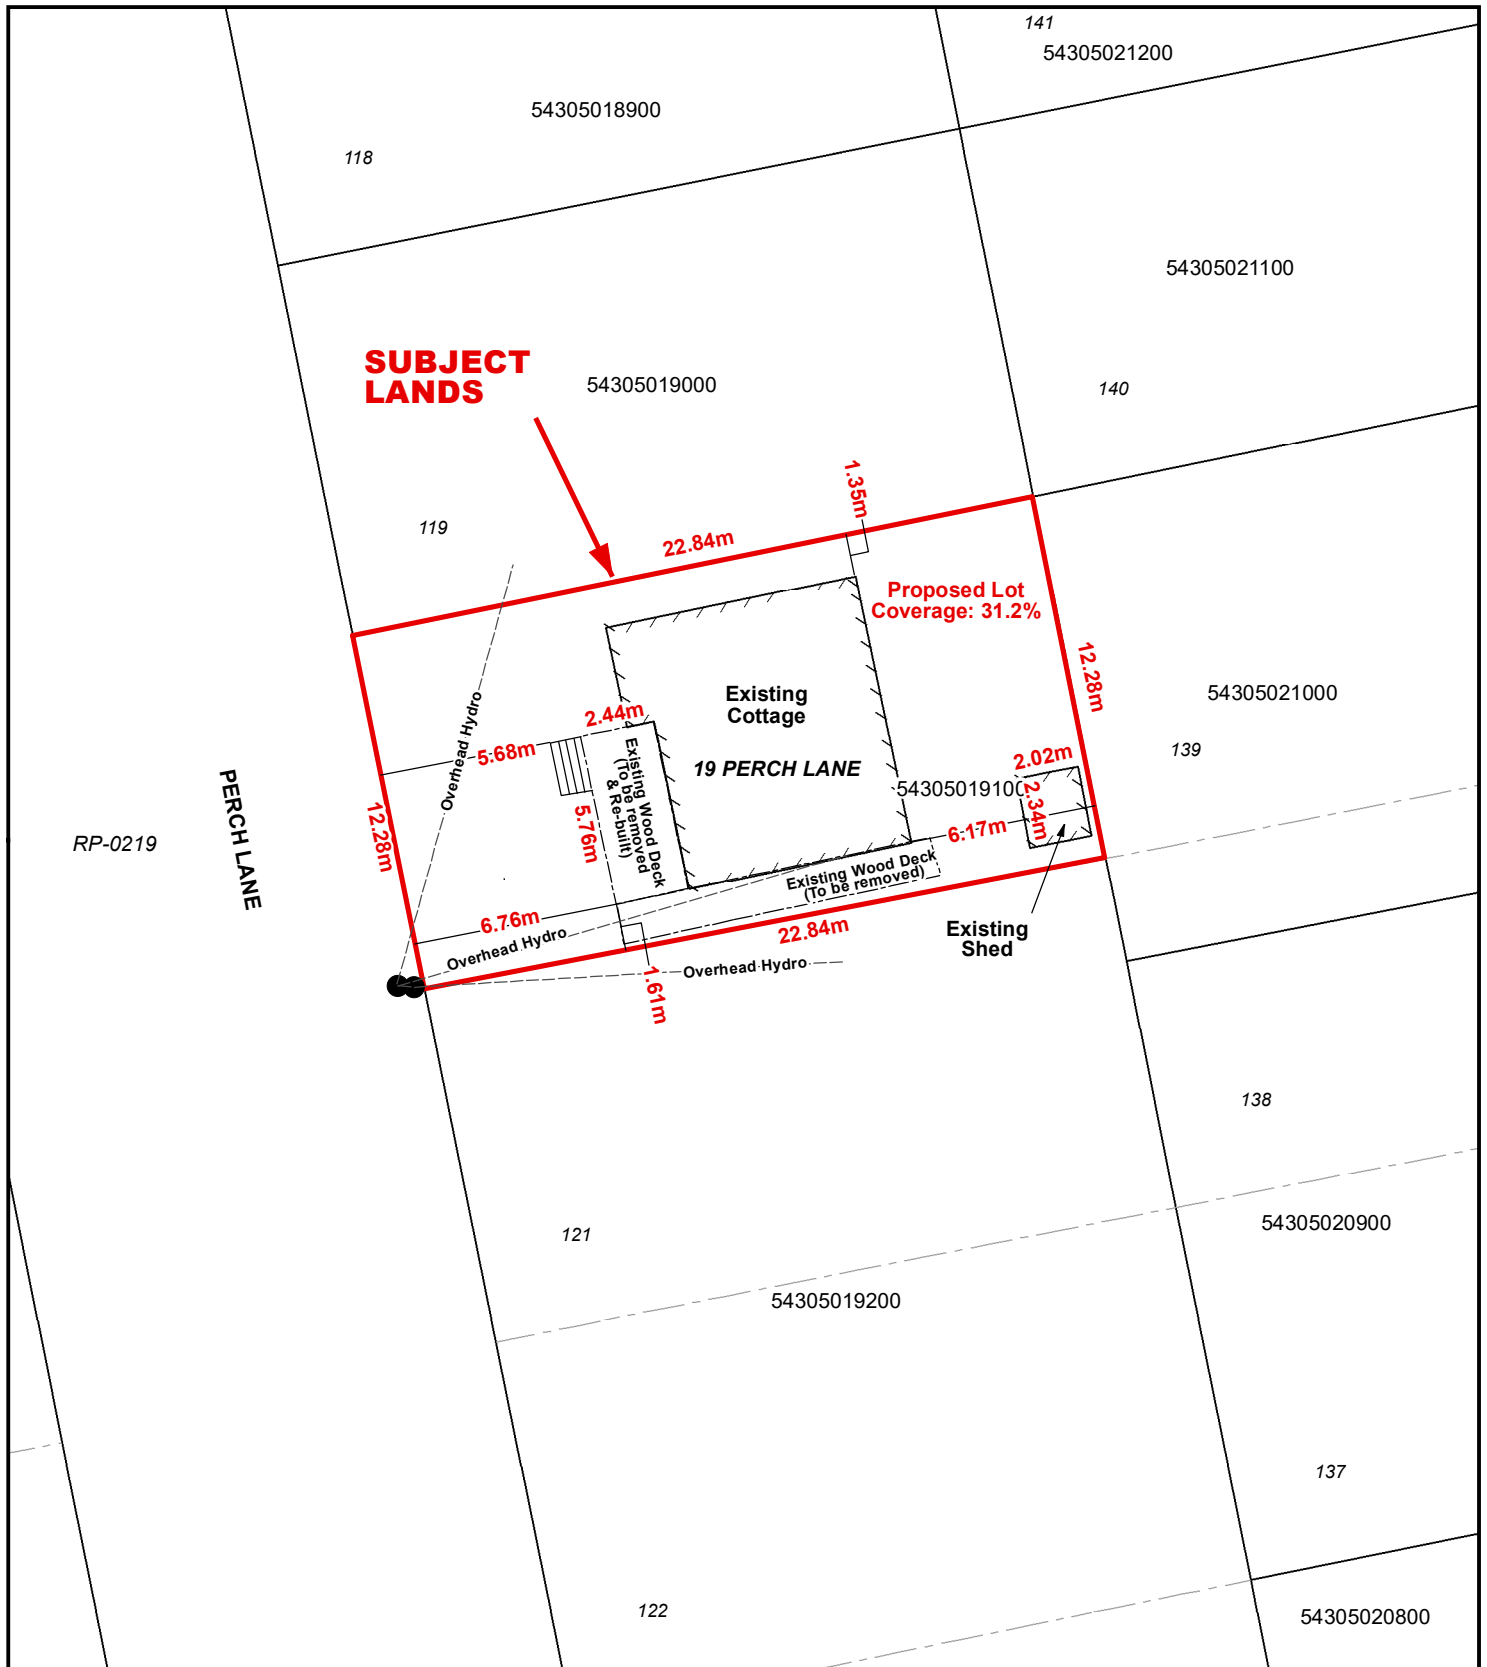 141
54305021200
54305018900
118
54305021100
SUBJECT
LANDS
54305019000
140
1.35m
119
22.84m
Proposed Lot
Coverage: 31.2%
12.28m
Existing
Cottage
54305021000
Overhead Hydro
2.44m
139
5.68m
2.02m
19 PERCH LANE
PERCH LANE
Existing Wood Deck
(To be removed
& Re-built)
54305019100
2.34m
12.28m
5.76m
6.17m
RP-0219
Existing Wood Deck
(To be removed)
6.76m
22.84m
Existing
Shed
Overhead Hydro
Overhead Hydro
1.61m
138
121
54305020900
54305019200
137
122
54305020800